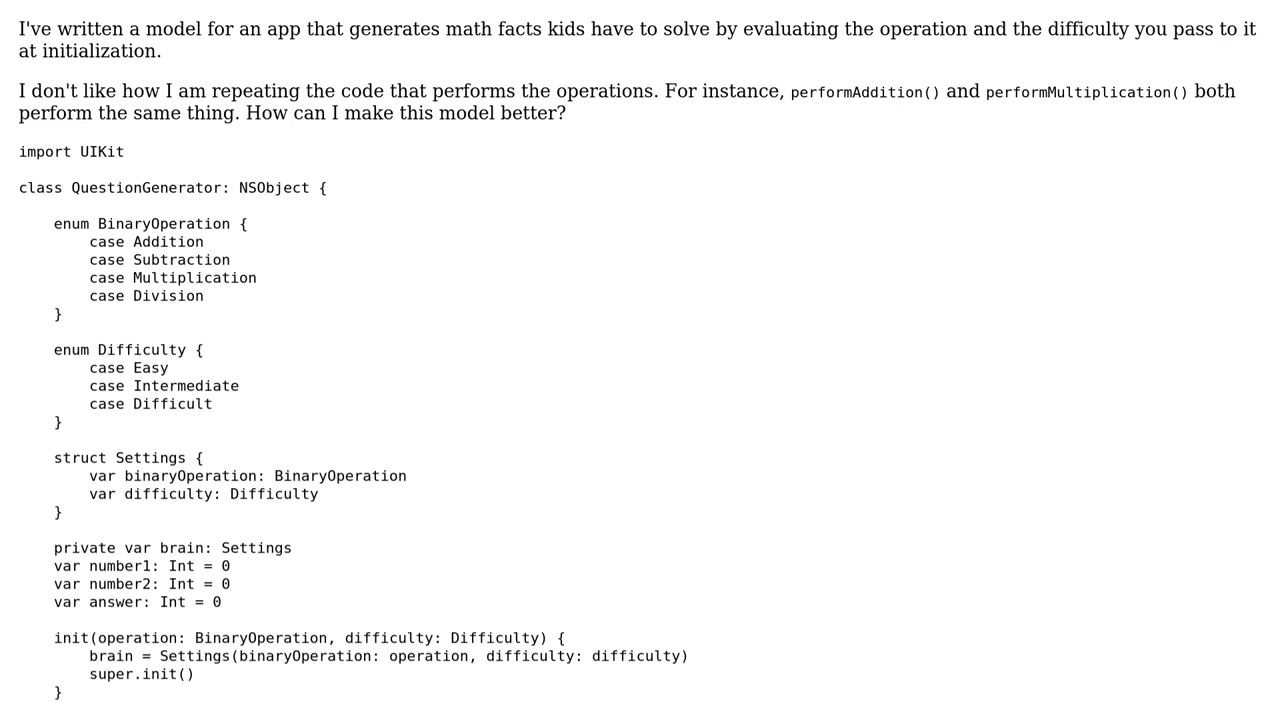 I've written a model for an app that generates math facts kids have to solve by evaluating the operation and the difficulty you pass to it
at initialization.
I don't like how I am repeating the code that performs the operations. For instance, performAddition() and performMultiplication() both
perform the same thing. How can I make this model better?
import UIKit
class QuestionGenerator: NSObject {
    enum BinaryOperation {
        case Addition
        case Subtraction
        case Multiplication
        case Division
    }
    enum Difficulty {
        case Easy
        case Intermediate
        case Difficult
    }
    struct Settings {
        var binaryOperation: BinaryOperation
        var difficulty: Difficulty
    }
    private var brain: Settings
    var number1: Int = 0
    var number2: Int = 0
    var answer: Int = 0
    init(operation: BinaryOperation, difficulty: Difficulty) {
        brain = Settings(binaryOperation: operation, difficulty: difficulty)
        super.init()
    }